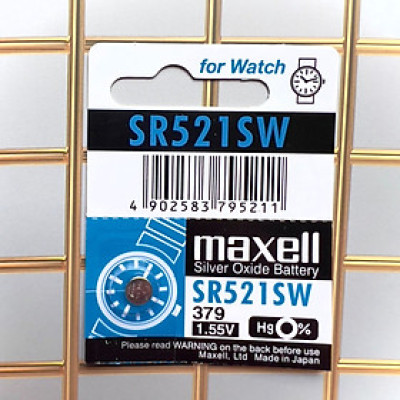 for Watch
SR521SW
4 902583 795211
maxell
Silver Oxide Battery
SR521SW
379
1.55V
Hg 0%
Please read WARNING on the back before use
Maxell, Ltd Made in Japan